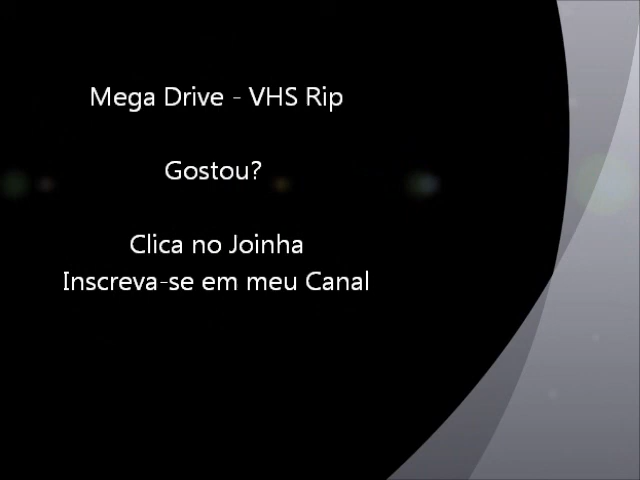 Mega Drive - VHS Rip
Gostou?
Clica no Joinha
Inscreva-se em meu Canal